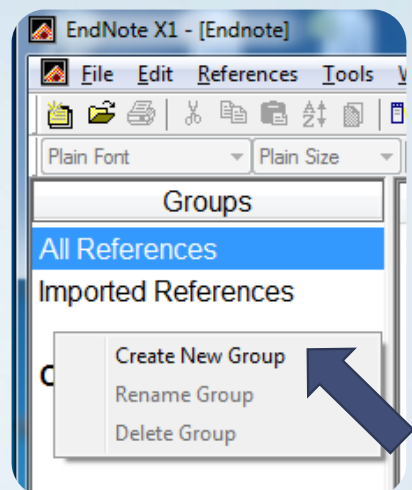 EndNote X1 - [Endnote]
File Edit References Tools
Plain Font Plain Size
Groups
All References
Imported References
Create New Group
Rename Group
Delete Group